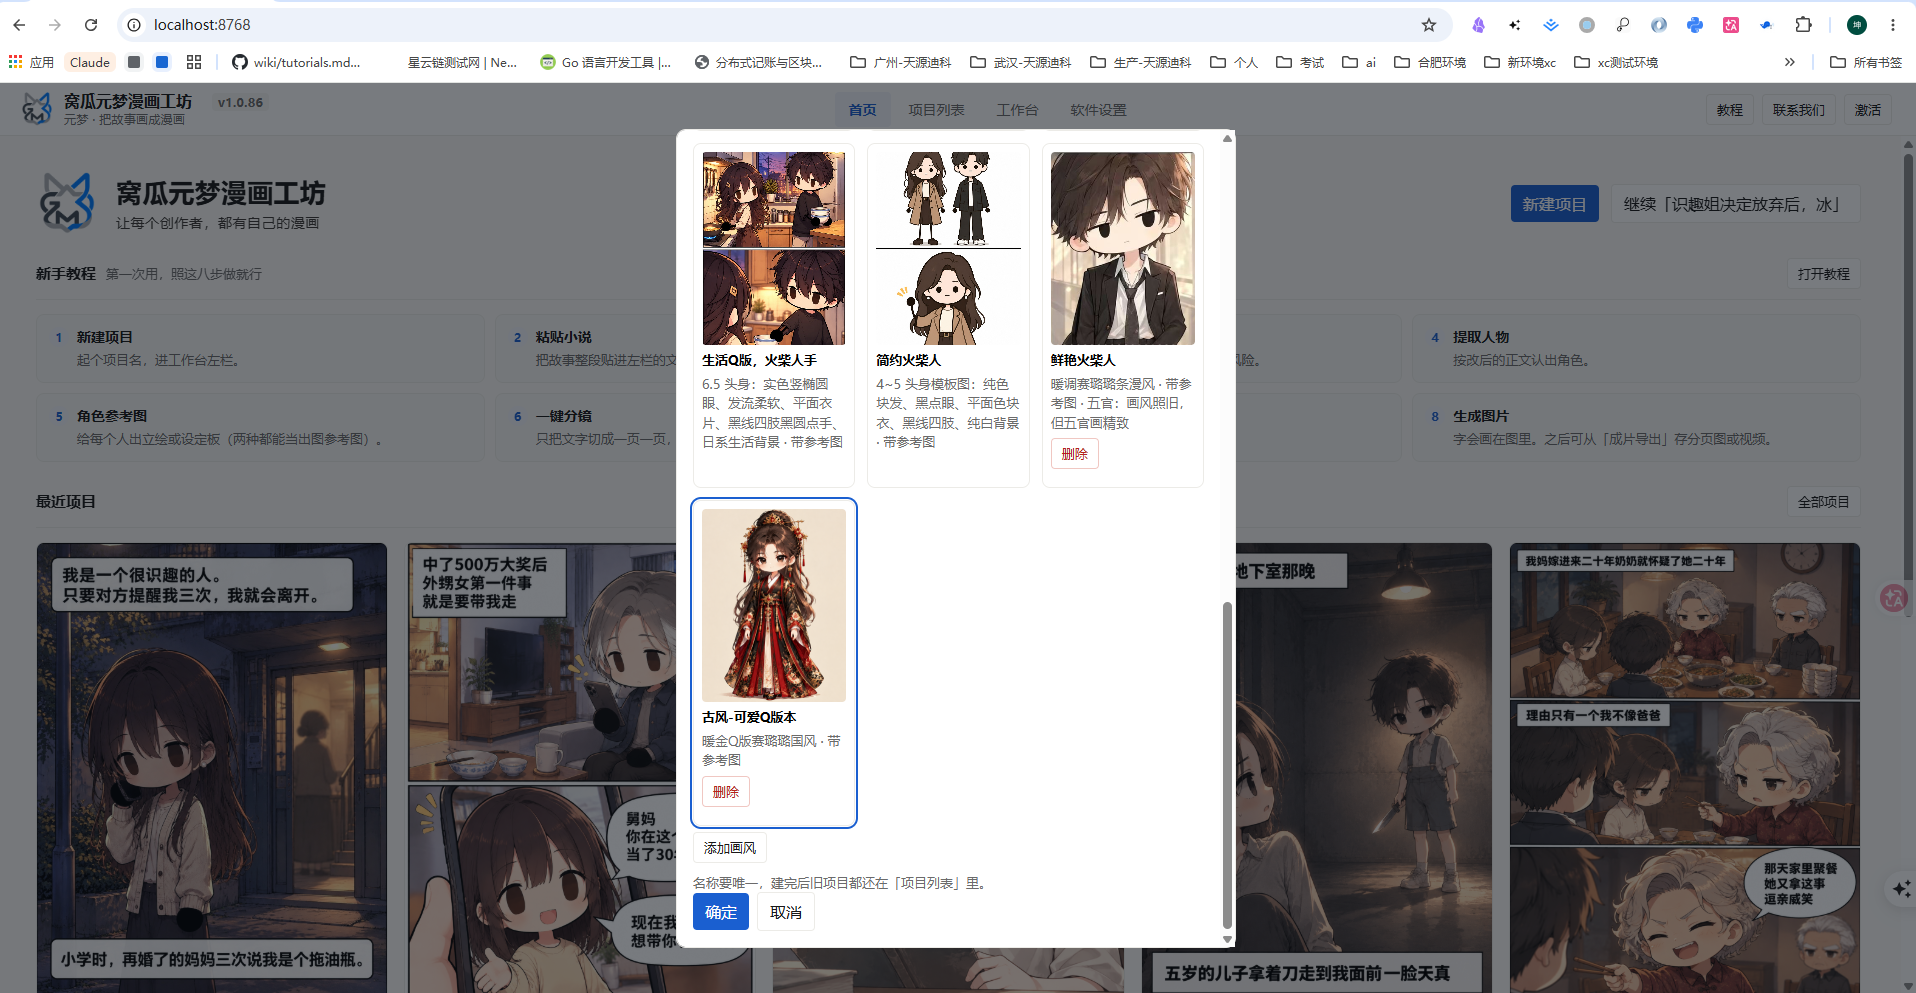 localhost:8768
应用
Claude
wiki/tutorials.md...
星云链测试网 | Ne...
Go 语言开发工具 |...
分布式记账与区块...
广州-天源迪科
武汉-天源迪科
生产-天源迪科
个人
考试
ai
合肥环境
新环境xc
xc测试环境
所有书签
窝瓜元梦漫画工坊
v1.0.86
元梦 · 把故事画成漫画
首页
项目列表
工作台
软件设置
教程
联系我们
激活
窝瓜元梦漫画工坊
让每个创作者，都有自己的漫画
新建项目
继续「识趣姐决定放弃后，冰」
新手教程 第一次用，照这八步做就行
打开教程
1 新建项目
起个项目名，进工作台左栏。
2 粘贴小说
把故事整段贴进左栏的文
风险。
4 提取人物
按改后的正文认出角色。
5 角色参考图
给每个人出立绘或设定板（两种都能当出图参考图）。
6 一键分镜
只把文字切成一页一页，
8 生成图片
字会画在图里。之后可从「成片导出」存分页图或视频。
最近项目
全部项目
我是一个很识趣的人。
只要对方提醒我三次，我就会离开。
小学时，再婚了的妈妈三次说我是个拖油瓶。
中了500万大奖后
外甥女第一件事
就是要带我走
舅妈
你在这个
当了30
现在我
想带你
地下室那晚
五岁的儿子拿着刀走到我面前一脸天真
我妈嫁进来二十年奶奶就怀疑了她二十年
理由只有一个我不像爸爸
那天家里聚餐
她又拿这事
逗亲戚笑
生活Q版，火柴人手
6.5 头身：实色竖椭圆
眼、发流柔软、平面衣
片、黑线四肢黑圆点手、
日系生活背景 · 带参考图
简约火柴人
4~5 头身模板图：纯色
块发、黑点眼、平面色块
衣、黑线四肢、纯白背景
· 带参考图
鲜艳火柴人
暖调赛璐璐条漫风 · 带参
考图 · 五官：画风照旧，
但五官画精致
删除
古风-可爱Q版本
暖金Q版赛璐璐国风 · 带
参考图
删除
添加画风
名称要唯一，建完后旧项目都还在「项目列表」里。
确定
取消